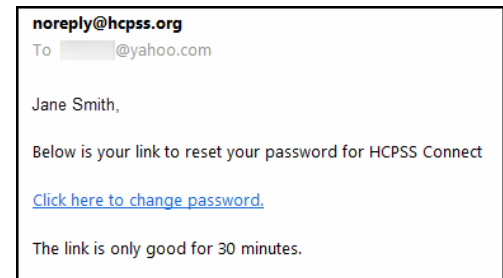 noreply@hcpss.org
To @yahoo.com
Jane Smith,
Below is your link to reset your password for HCPSS Connect
Click here to change password.
The link is only good for 30 minutes.